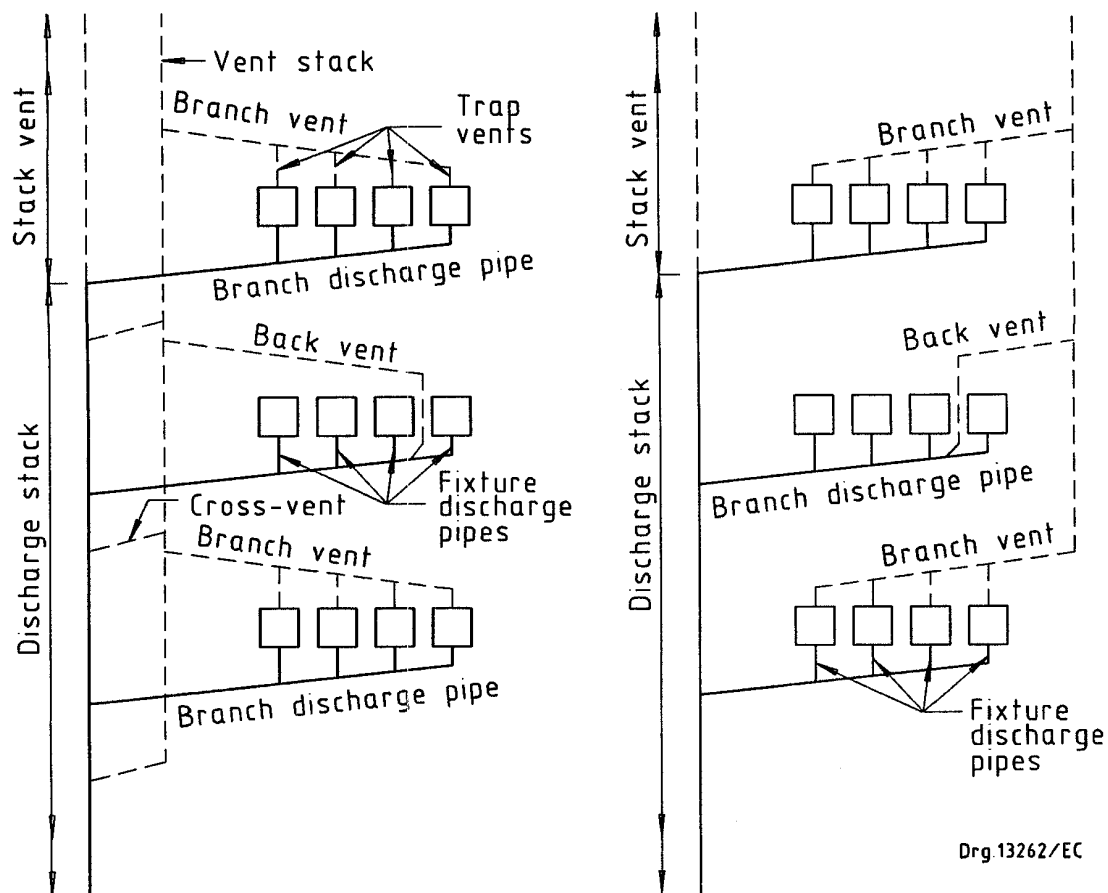 Vent stack
Stack vent
Branch vent
Trap
vents
Branch discharge pipe
Back vent
Discharge stack
Cross-vent
Fixture
discharge
pipes
Branch vent
Branch discharge pipe
Stack vent
Branch vent
Back vent
Discharge stack
Branch discharge pipe
Branch vent
Fixture
discharge
pipes
Drg.13262/EC